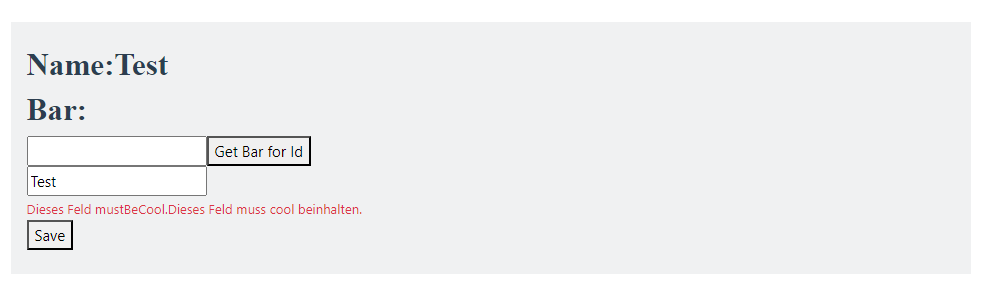 Name:Test
Bar:
Get Bar for Id
Test
Dieses Feld mustBeCool.Dieses Feld muss cool beinhalten.
Save